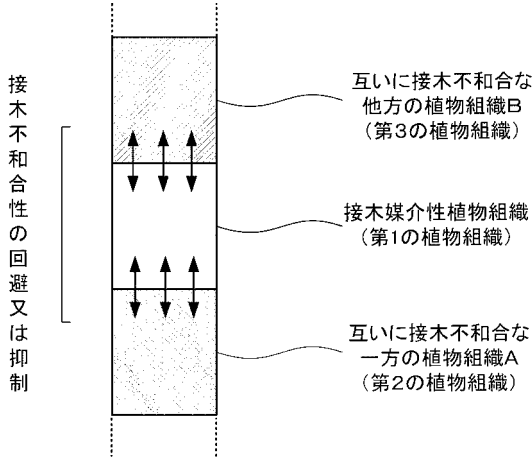 接木不和合性の回避又は抑制
互いに接木不和合な
他方の植物組織B
(第3の植物組織)
接木媒介性植物組織
(第1の植物組織)
互いに接木不和合な
一方の植物組織A
(第2の植物組織)